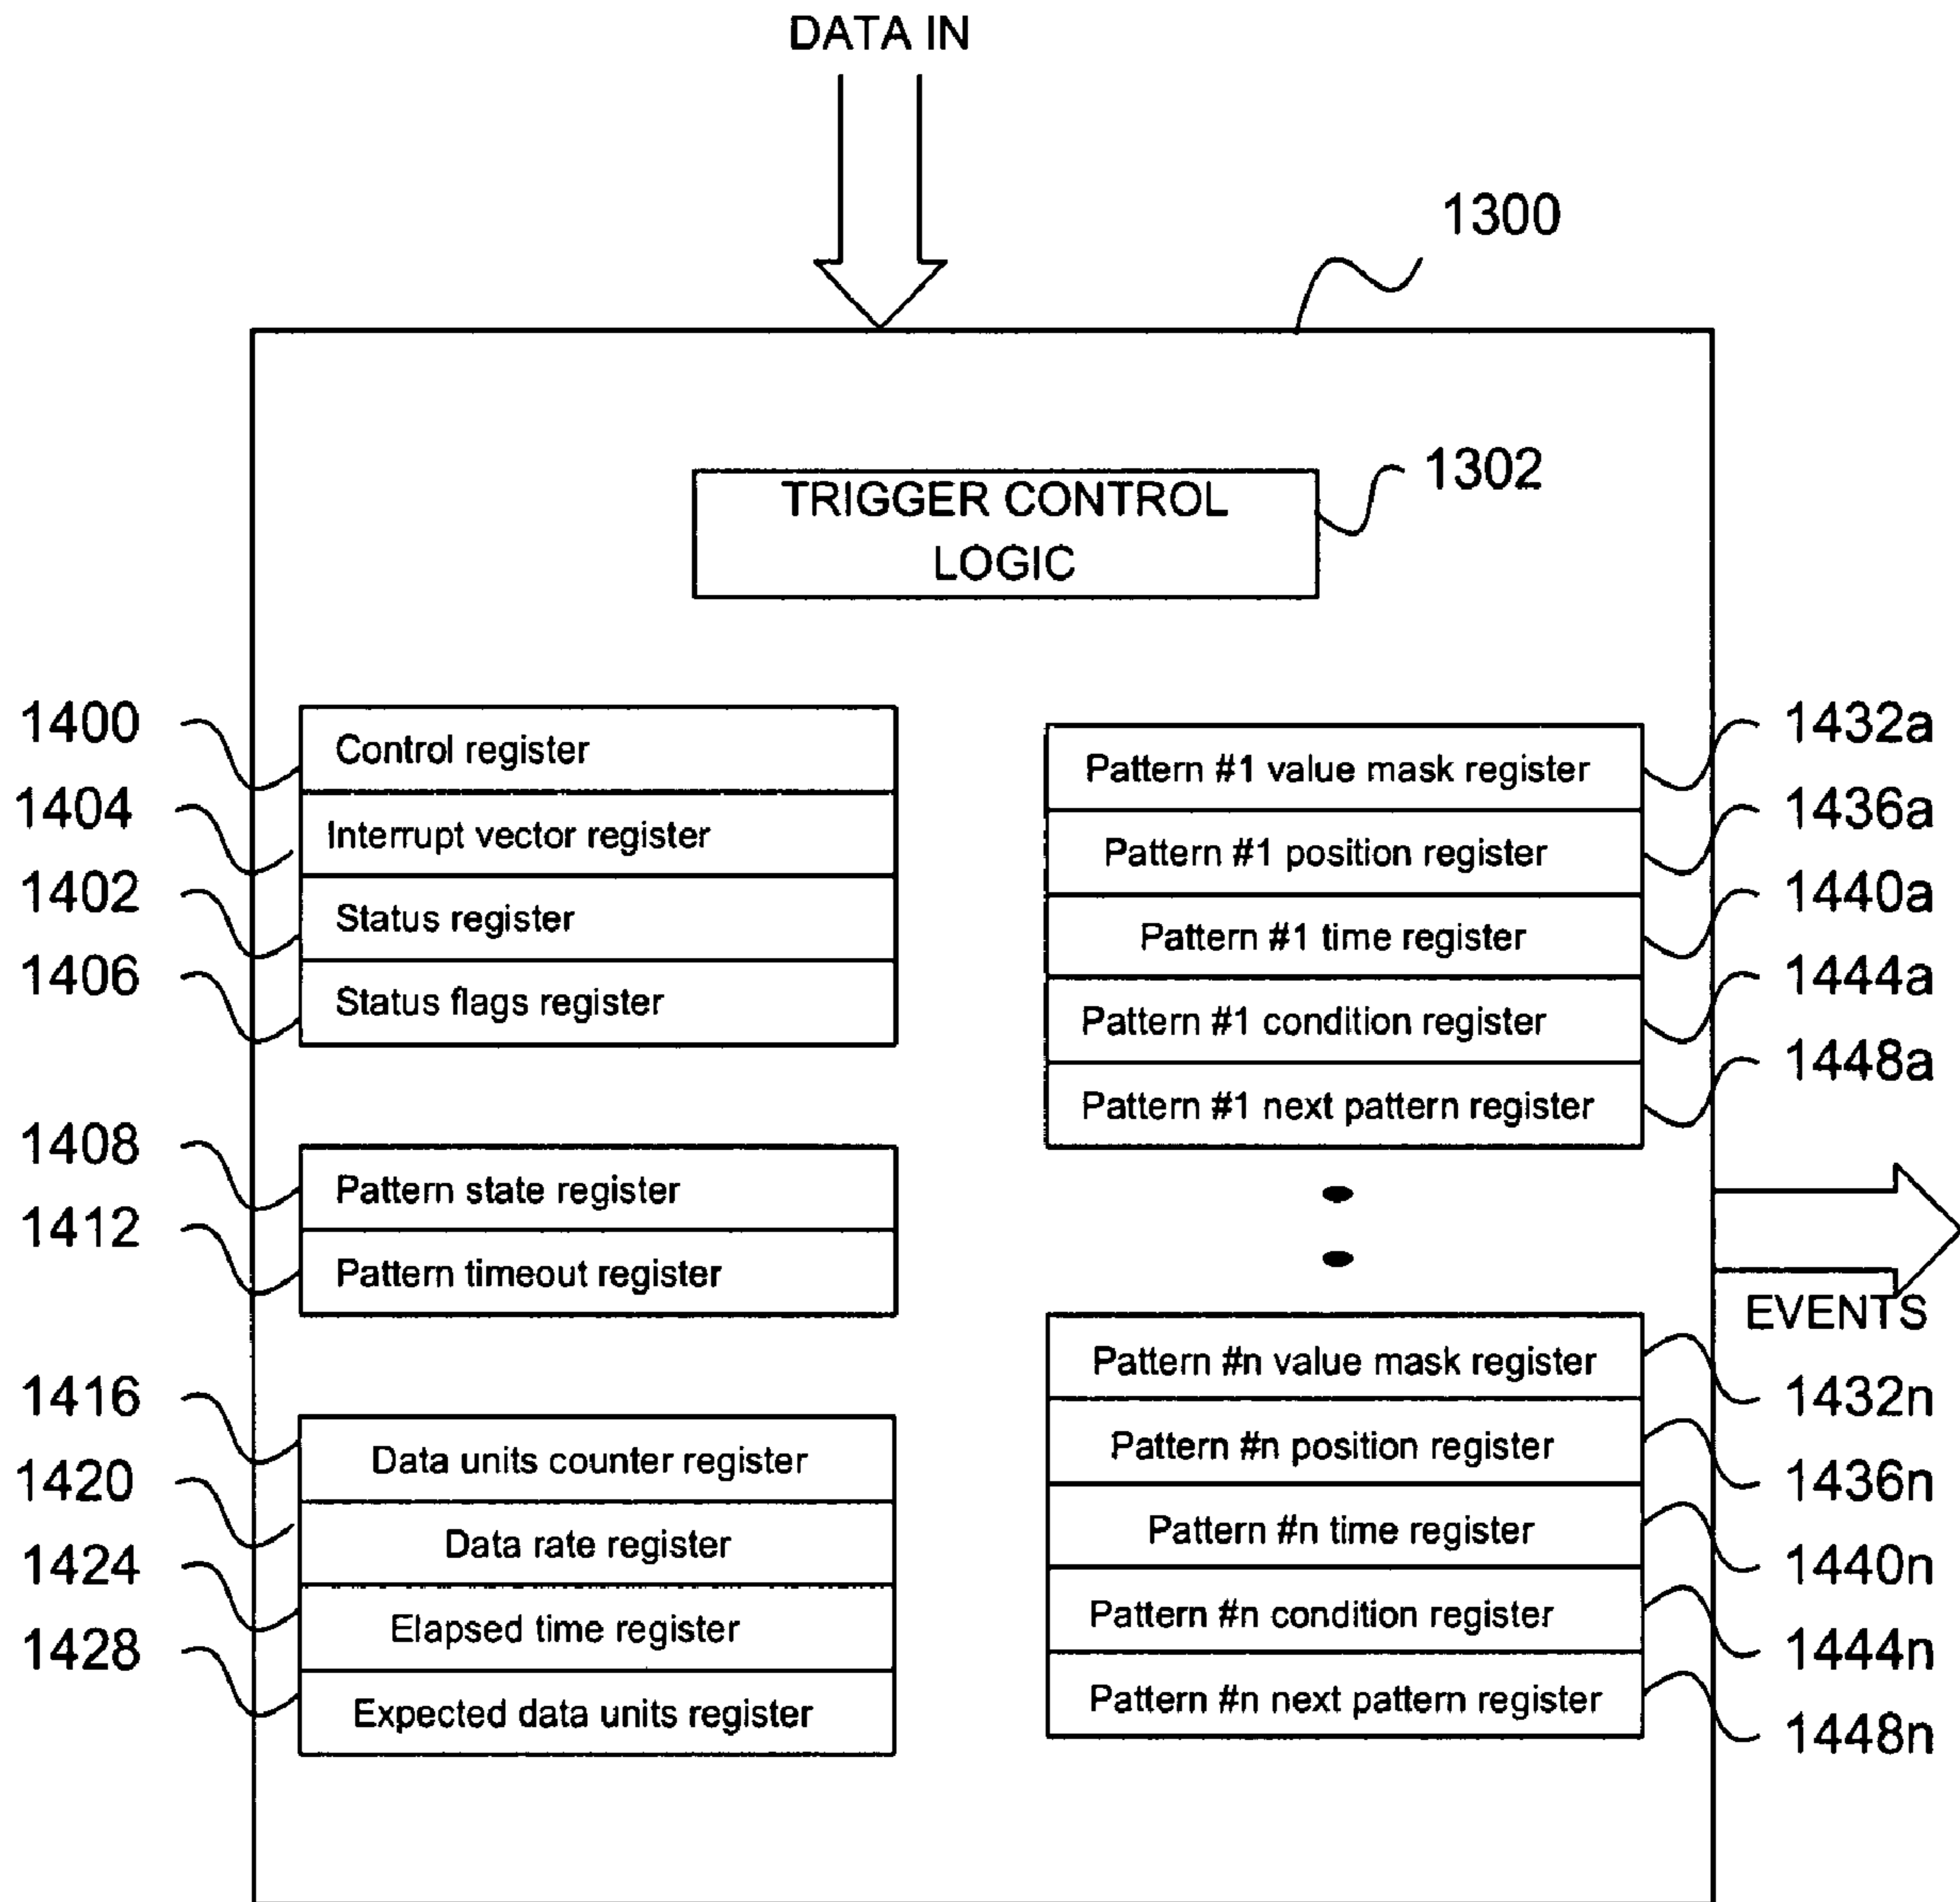 DATA IN
1300
TRIGGER CONTROL
LOGIC
1302
1400
Control register
1404
Interrupt vector register
1402
Status register
1406
Status flags register
1408
Pattern state register
1412
Pattern timeout register
1416
Data units counter register
1420
Data rate register
1424
Elapsed time register
1428
Expected data units register
Pattern #1 value mask register
1432a
Pattern #1 position register
1436a
Pattern #1 time register
1440a
Pattern #1 condition register
1444a
Pattern #1 next pattern register
1448a
EVENTS
Pattern #n value mask register
1432n
Pattern #n position register
1436n
Pattern #n time register
1440n
Pattern #n condition register
1444n
Pattern #n next pattern register
1448n